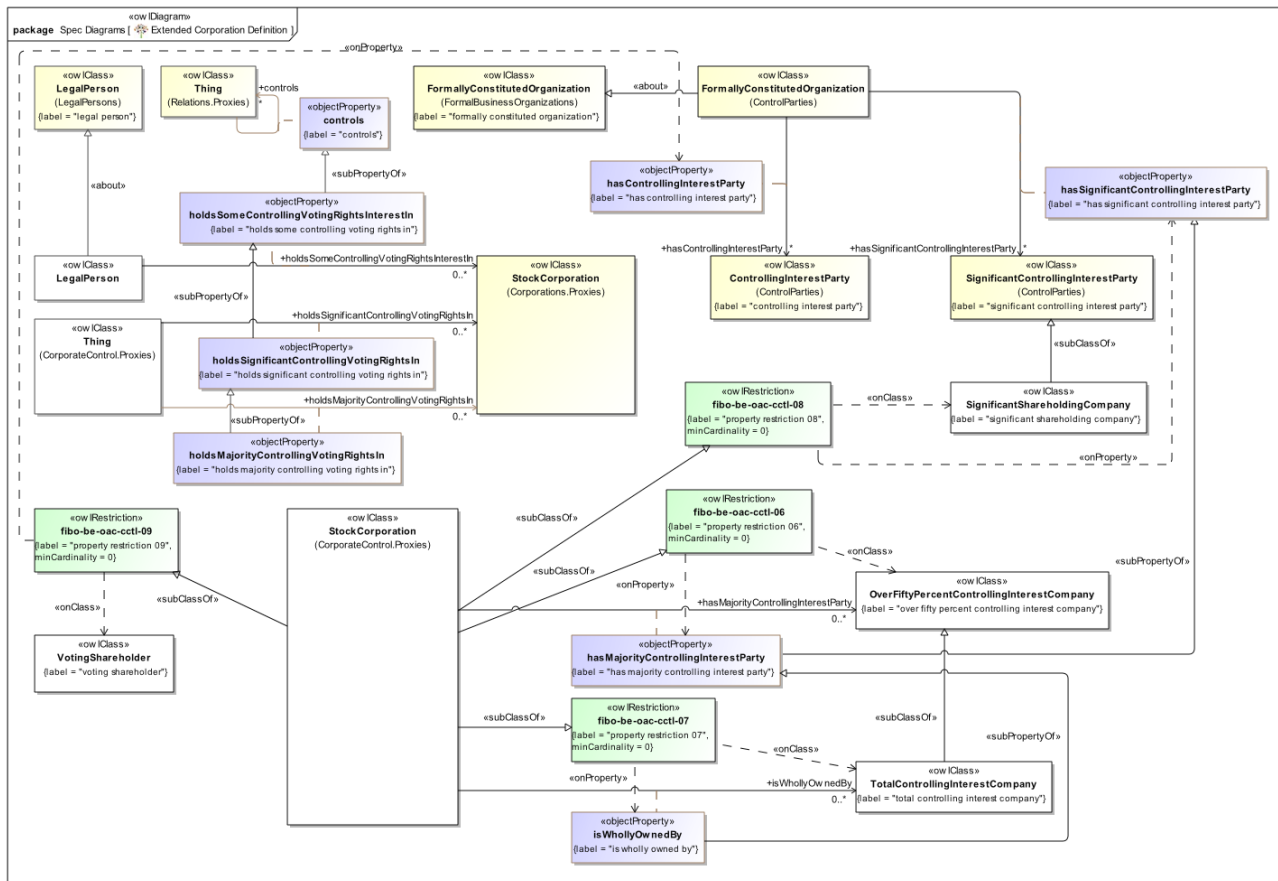 «owlDiagram»
package Spec Diagrams [ Extended Corporation Definition ]
«onProperty»
«owlClass»
LegalPerson
(LegalPersons)
{label = "legal person"}
«owlClass»
Thing
(Relations.Proxies)
+controls
*
«objectProperty»
controls
{label = "controls"}
«owlClass»
FormallyConstitutedOrganization
(FormalBusinessOrganizations)
{label = "formally constituted organization"}
«about»
«owlClass»
FormallyConstitutedOrganization
(ControlParties)
«about»
«subPropertyOf»
«objectProperty»
hasControllingInterestParty
{label = "has controlling interest party"}
«objectProperty»
hasSignificantControllingInterestParty
{label = "has significant controlling interest party"}
«objectProperty»
holdsSomeControllingVotingRightsInterestIn
{label = "holds some controlling voting rights in"}
+hasControllingInterestParty
*
+hasSignificantControllingInterestParty
*
«owlClass»
LegalPerson
+holdsSomeControllingVotingRightsInterestIn
0..*
«owlClass»
StockCorporation
(Corporations.Proxies)
«owlClass»
ControllingInterestParty
(ControlParties)
{label = "controlling interest party"}
«owlClass»
SignificantControllingInterestParty
(ControlParties)
{label = "significant controlling interest party"}
«subPropertyOf»
«owlClass»
Thing
(CorporateControl.Proxies)
+holdsSignificantControllingVotingRightsIn
0..*
«objectProperty»
holdsSignificantControllingVotingRightsIn
{label = "holds significant controlling voting rights in"}
«subClassOf»
+holdsMajorityControllingVotingRightsIn
0..*
«subPropertyOf»
«objectProperty»
holdsMajorityControllingVotingRightsIn
{label = "holds majority controlling voting rights in"}
«owlRestriction»
fibo-be-oac-cctl-08
{label = "property restriction 08",
minCardinality = 0}
«onClass»
«owlClass»
SignificantShareholdingCompany
{label = "significant shareholding company"}
«onProperty»
«owlRestriction»
fibo-be-oac-cctl-09
{label = "property restriction 09",
minCardinality = 0}
«owlClass»
StockCorporation
(CorporateControl.Proxies)
«subClassOf»
«owlRestriction»
fibo-be-oac-cctl-06
{label = "property restriction 06",
minCardinality = 0}
«onClass»
«subPropertyOf»
«subClassOf»
«onProperty»
«owlClass»
OverFiftyPercentControllingInterestCompany
{label = "over fifty percent controlling interest company"}
«onClass»
«subClassOf»
+hasMajorityControllingInterestParty
0..*
«owlClass»
VotingShareholder
{label = "voting shareholder"}
«objectProperty»
hasMajorityControllingInterestParty
{label = "has majority controlling interest party"}
«subClassOf»
«owlRestriction»
fibo-be-oac-cctl-07
{label = "property restriction 07",
minCardinality = 0}
«subClassOf»
«subPropertyOf»
«onClass»
«onProperty»
+isWhollyOwnedBy
0..*
«owlClass»
TotalControllingInterestCompany
{label = "total controlling interest company"}
«objectProperty»
isWhollyOwnedBy
{label = "is wholly owned by"}